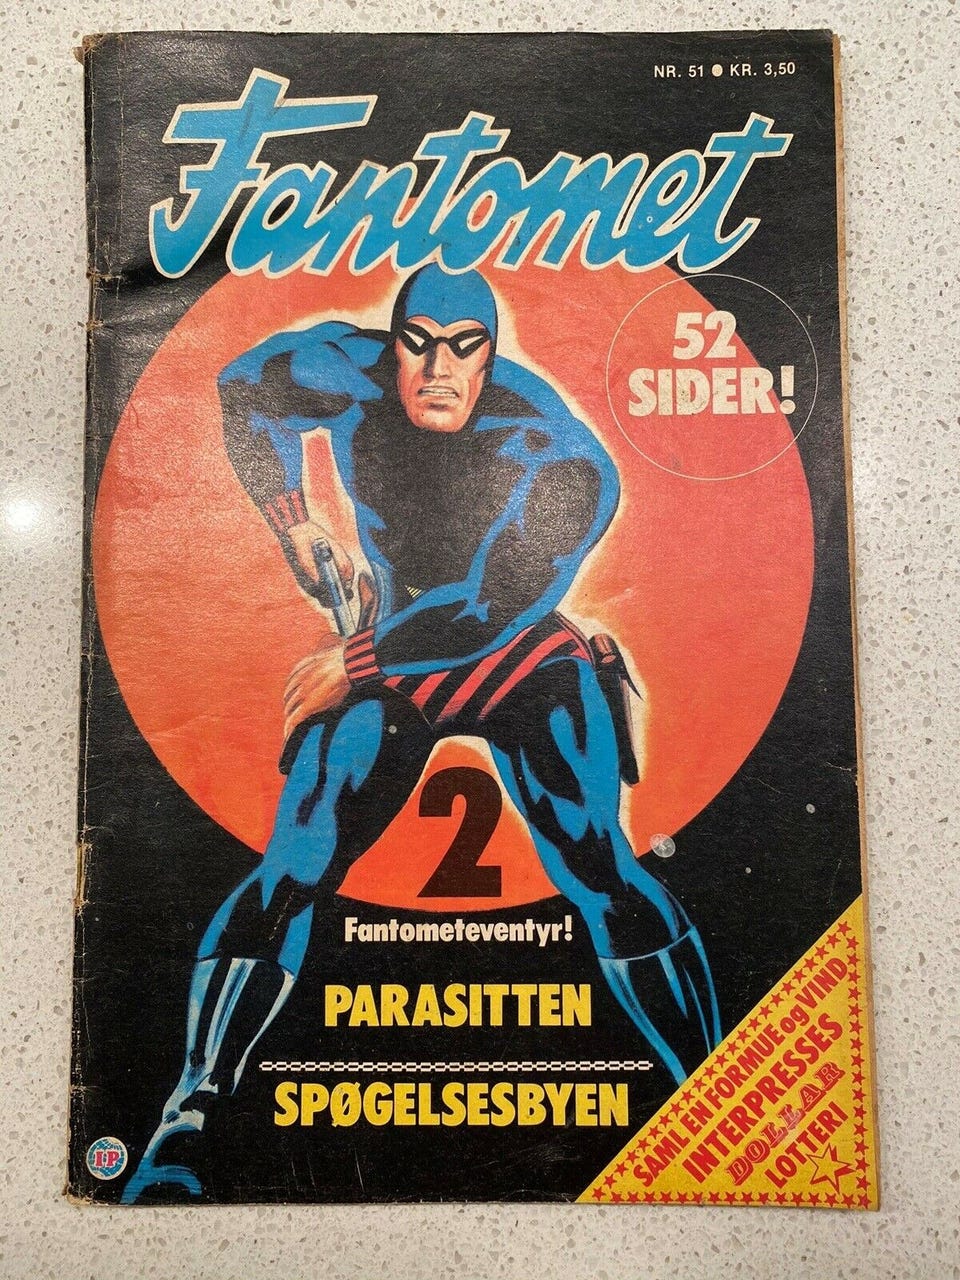 NR. 51 ● KR. 3,50
Fantomet
52
SIDER!
2
Fantometeventyr!
PARASITTEN
SPØGELSESBYEN
SAML EN FORMUE og VIND
INTERPRESSES
DOLLAR
LOTTERI
I·P